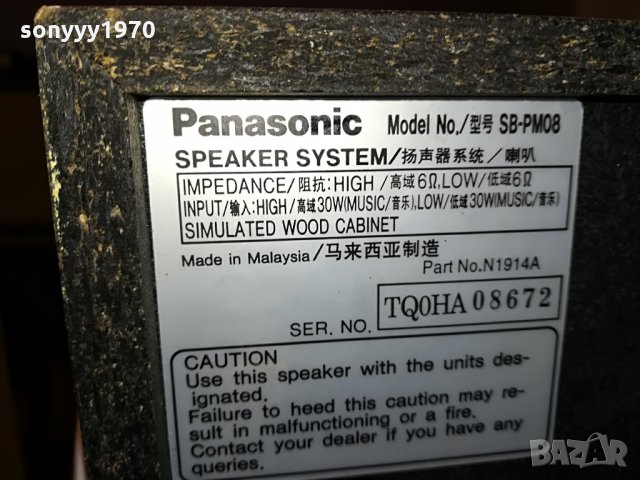 sonyyy1970
Panasonic Model No./型号 SB-PM08
SPEAKER SYSTEM/扬声器系统/喇叭
IMPEDANCE/阻抗:HIGH/高域6Ω,LOW/低域6Ω
INPUT/输入:HIGH/高域30W(MUSIC/音乐),LOW/低域30W(MUSIC/音乐)
SIMULATED WOOD CABINET
Made in Malaysia/马来西亚制造
Part No.N1914A
SER. NO. TQ0HA 08672
CAUTION
Use this speaker with the units des-
ignated.
Failure to heed this caution may re-
sult in malfunctioning or a fire.
Contact your dealer if you have any
queries.
BAZAR